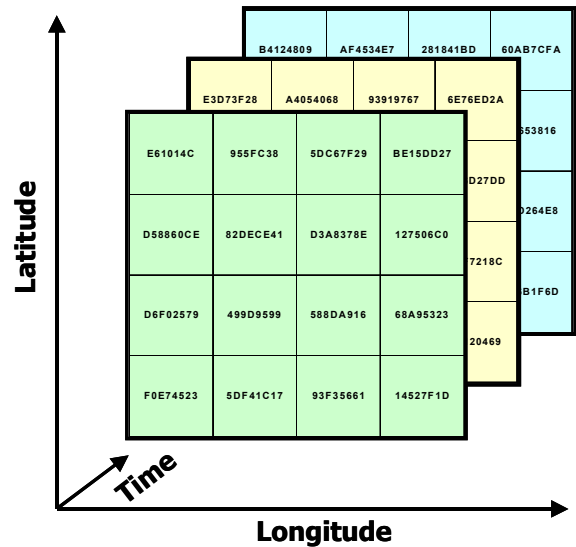 B4124809 AF4534E7 281841BD 60AB7CFA
E3D73F28 A4054068 93919767 6E76ED2A
653816
E61014C 955FC38 5DC67F29 BE15DD27
D27DD
D264E8
D58860CE 82DECE41 D3A8378E 127506C0
7218C
B1F6D
D6F02579 499D9599 588DA916 68A95323
20469
F0E74523 5DF41C17 93F35661 14527F1D
Latitude
Time
Longitude